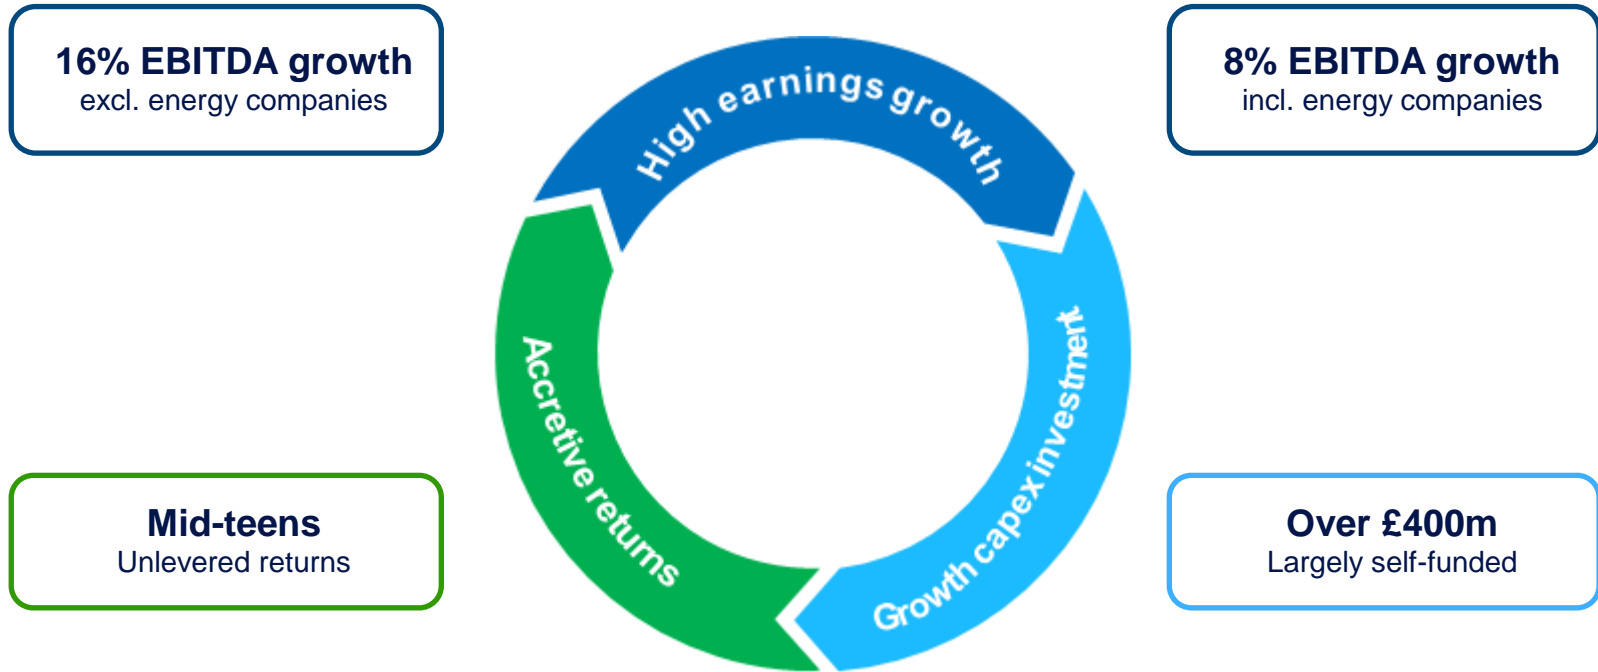 16% EBITDA growth
excl. energy companies
8% EBITDA growth
incl. energy companies
High earnings growth
Growth capex investment
Accretive returns
Mid-teens
Unlevered returns
Over £400m
Largely self-funded